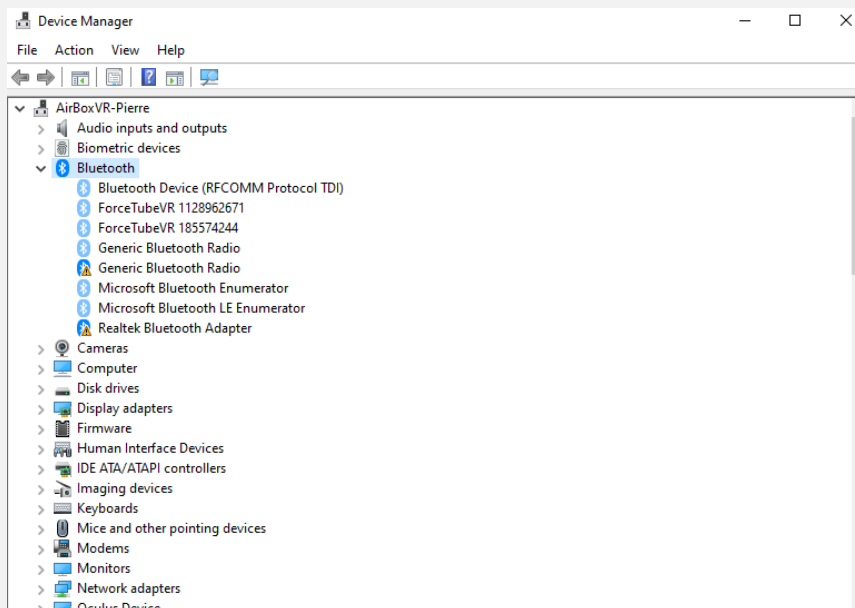 Device Manager
File Action View Help
AirBoxVR-Pierre
Audio inputs and outputs
Biometric devices
Bluetooth
Bluetooth Device (RFCOMM Protocol TDI)
ForceTubeVR 1128962671
ForceTubeVR 185574244
Generic Bluetooth Radio
Generic Bluetooth Radio
Microsoft Bluetooth Enumerator
Microsoft Bluetooth LE Enumerator
Realtek Bluetooth Adapter
Cameras
Computer
Disk drives
Display adapters
Firmware
Human Interface Devices
IDE ATA/ATAPI controllers
Imaging devices
Keyboards
Mice and other pointing devices
Modems
Monitors
Network adapters
Oculus Device